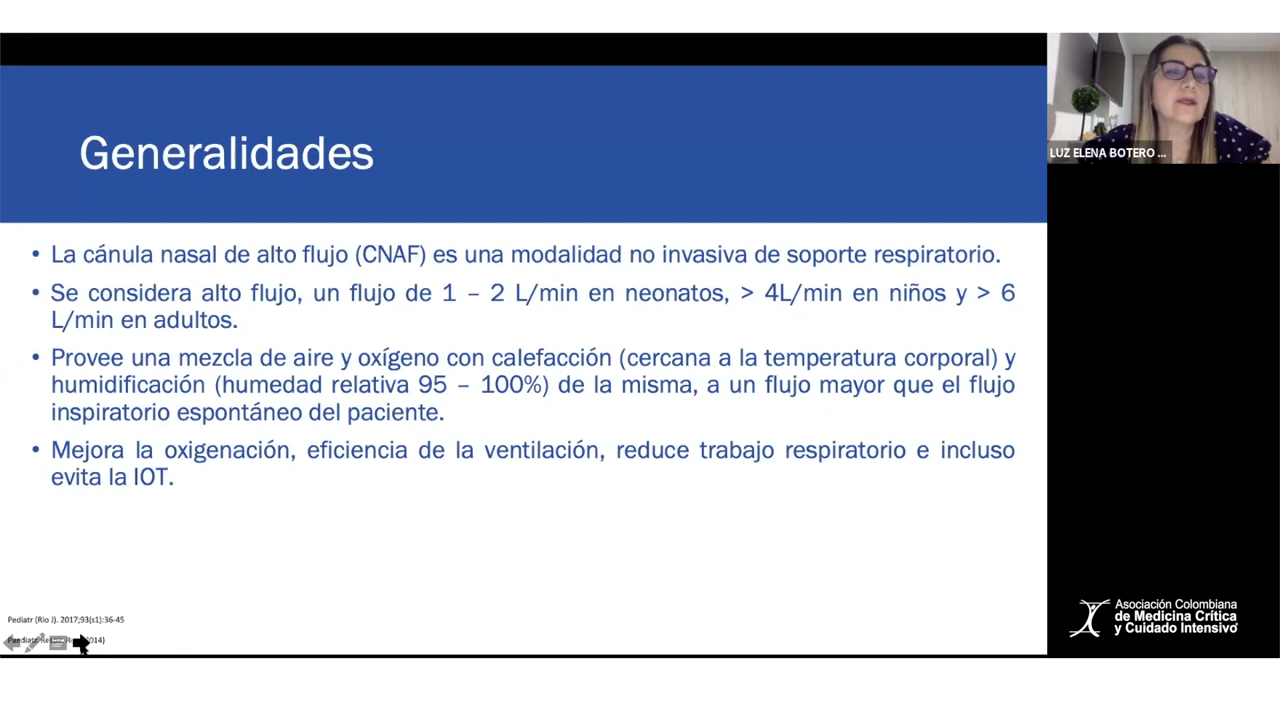 Generalidades
• La cánula nasal de alto flujo (CNAF) es una modalidad no invasiva de soporte respiratorio.
• Se considera alto flujo, un flujo de 1 – 2 L/min en neonatos, > 4L/min en niños y > 6
L/min en adultos.
• Provee una mezcla de aire y oxígeno con calefacción (cercana a la temperatura corporal) y
humidificación (humedad relativa 95 – 100%) de la misma, a un flujo mayor que el flujo
inspiratorio espontáneo del paciente.
• Mejora la oxigenación, eficiencia de la ventilación, reduce trabajo respiratorio e incluso
evita la IOT.
Pediatr (Rio J). 2017;93(s1):36-45
LUZ ELENA BOTERO ...
Asociación Colombiana
de Medicina Crítica
y Cuidado Intensivo